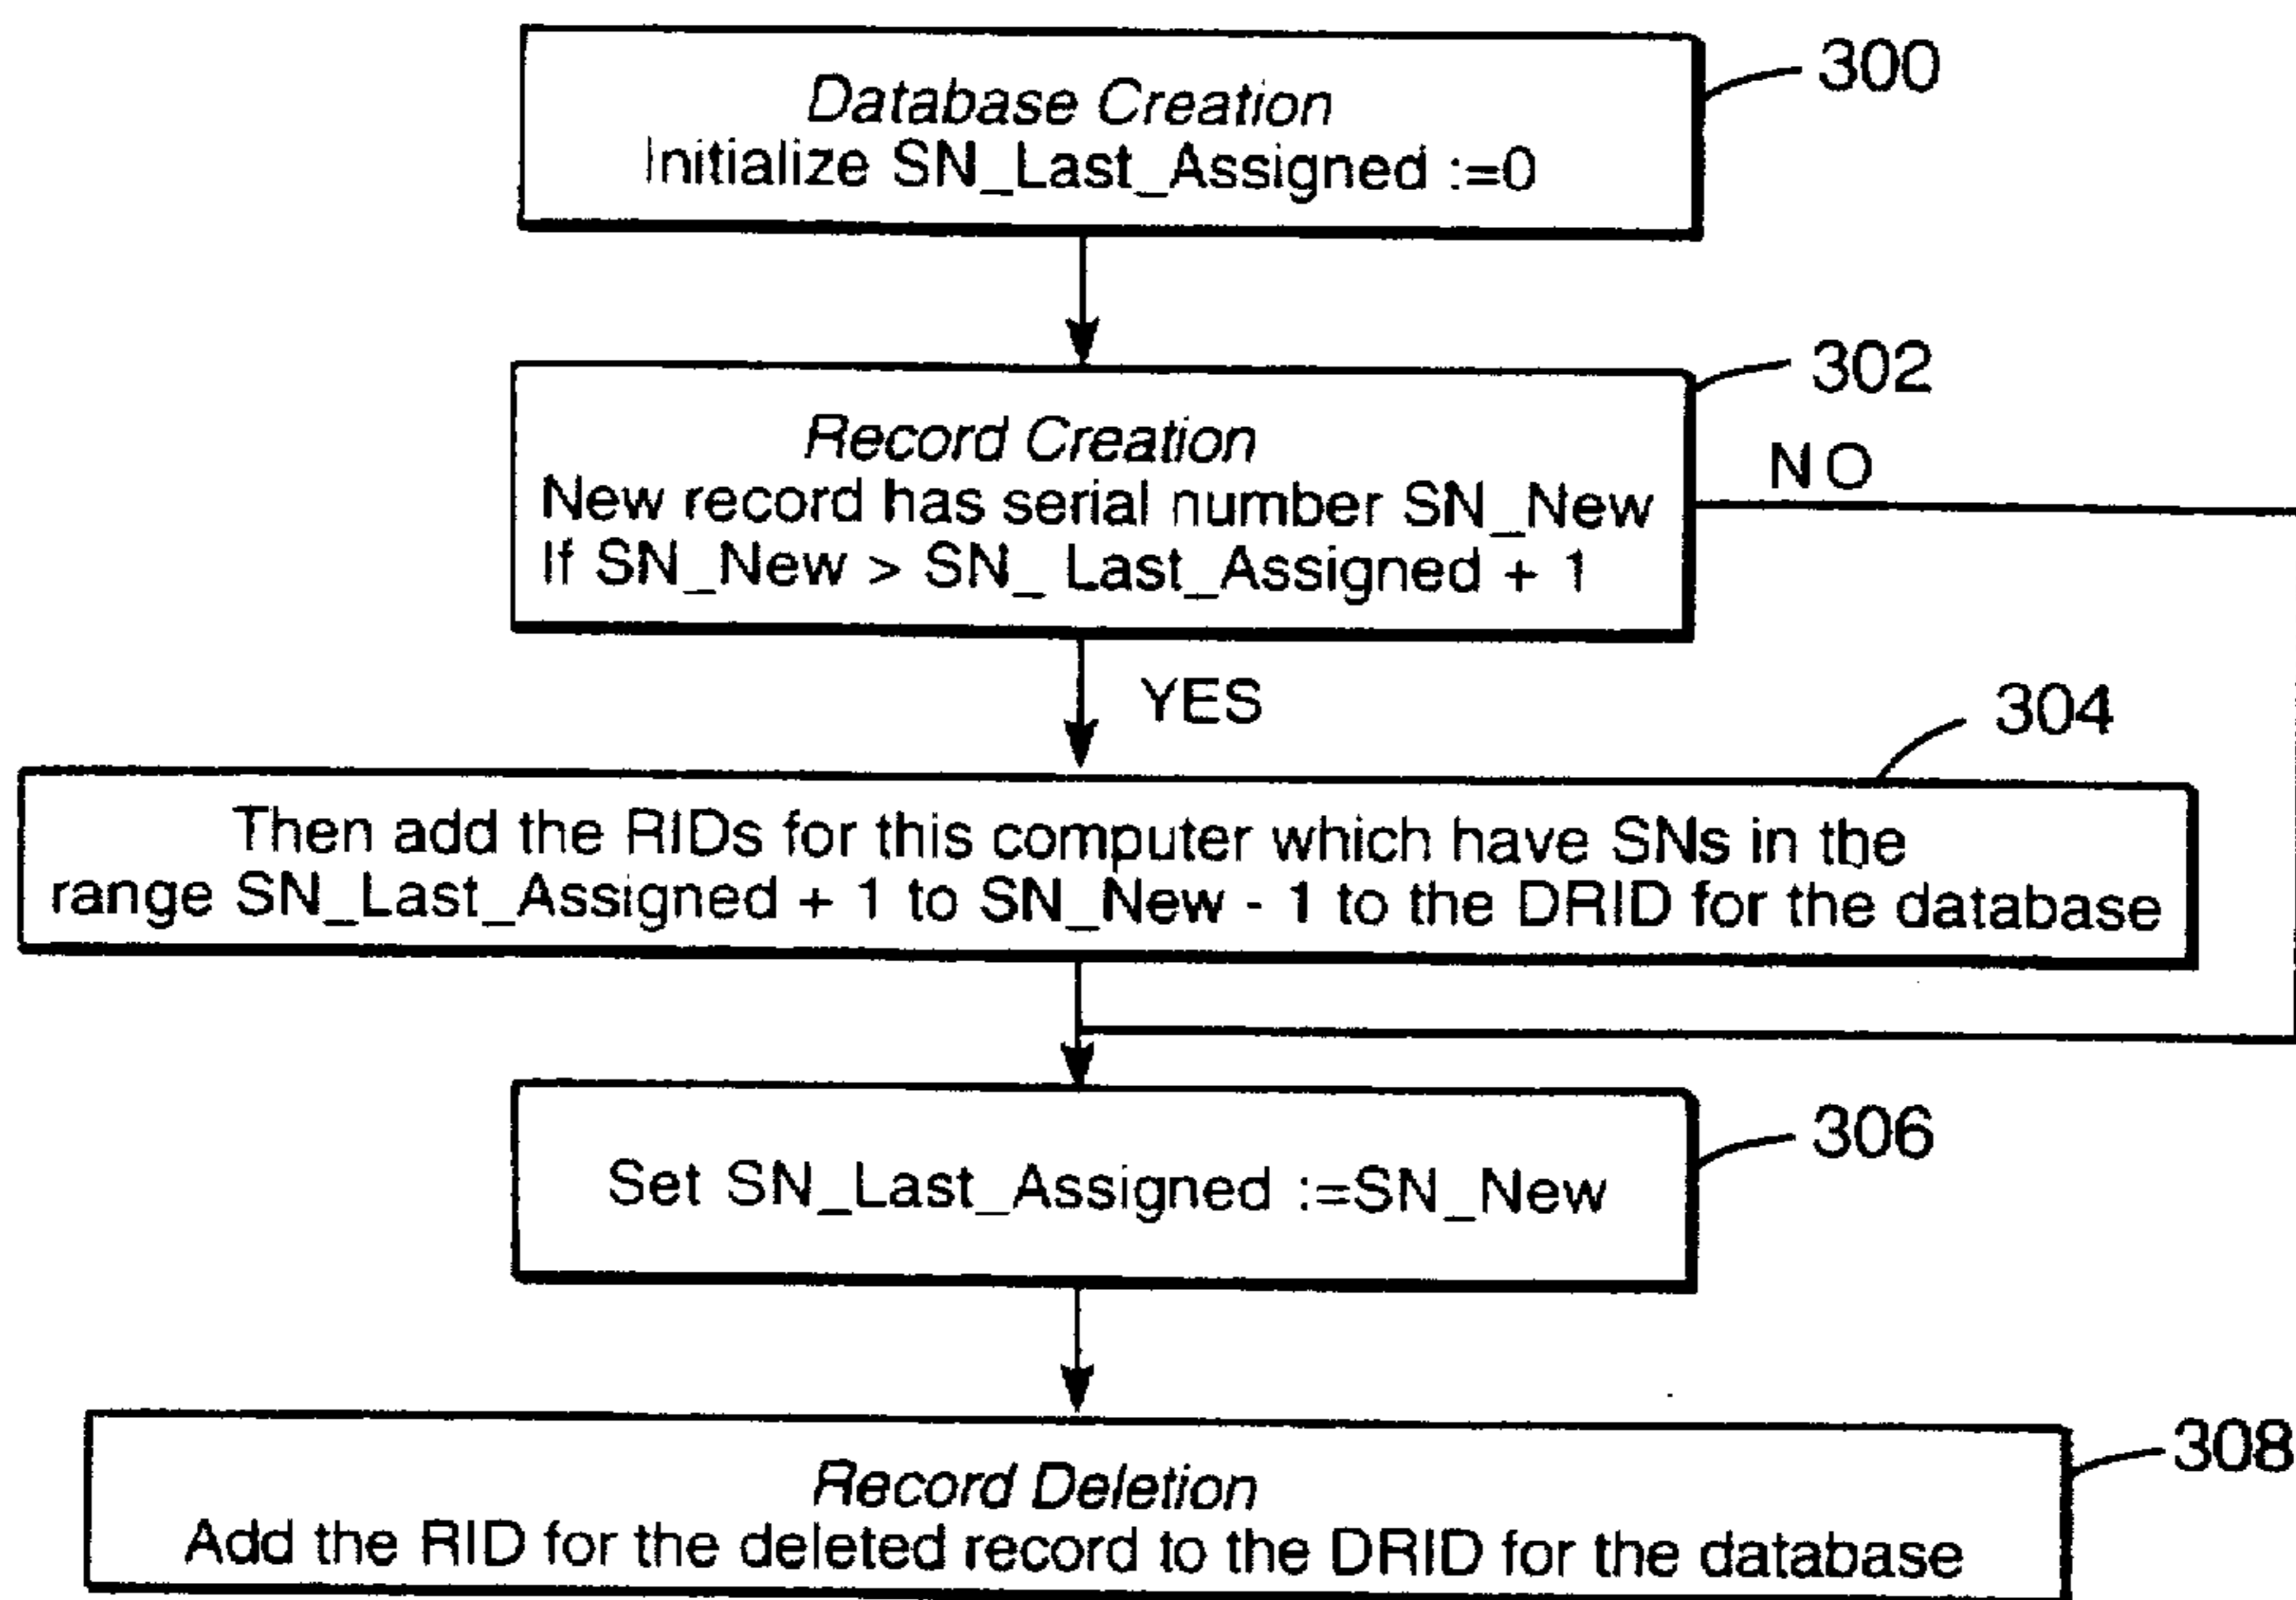 Database Creation
Initialize SN_Last_Assigned :=0
300
Record Creation
New record has serial number SN_New
If SN_New > SN_ Last_Assigned + 1
302
NO
YES
304
Then add the RIDs for this computer which have SNs in the
range SN_Last_Assigned + 1 to SN_New - 1 to the DRID for the database
Set SN_Last_Assigned :=SN_New
306
Record Deletion
Add the RID for the deleted record to the DRID for the database
308